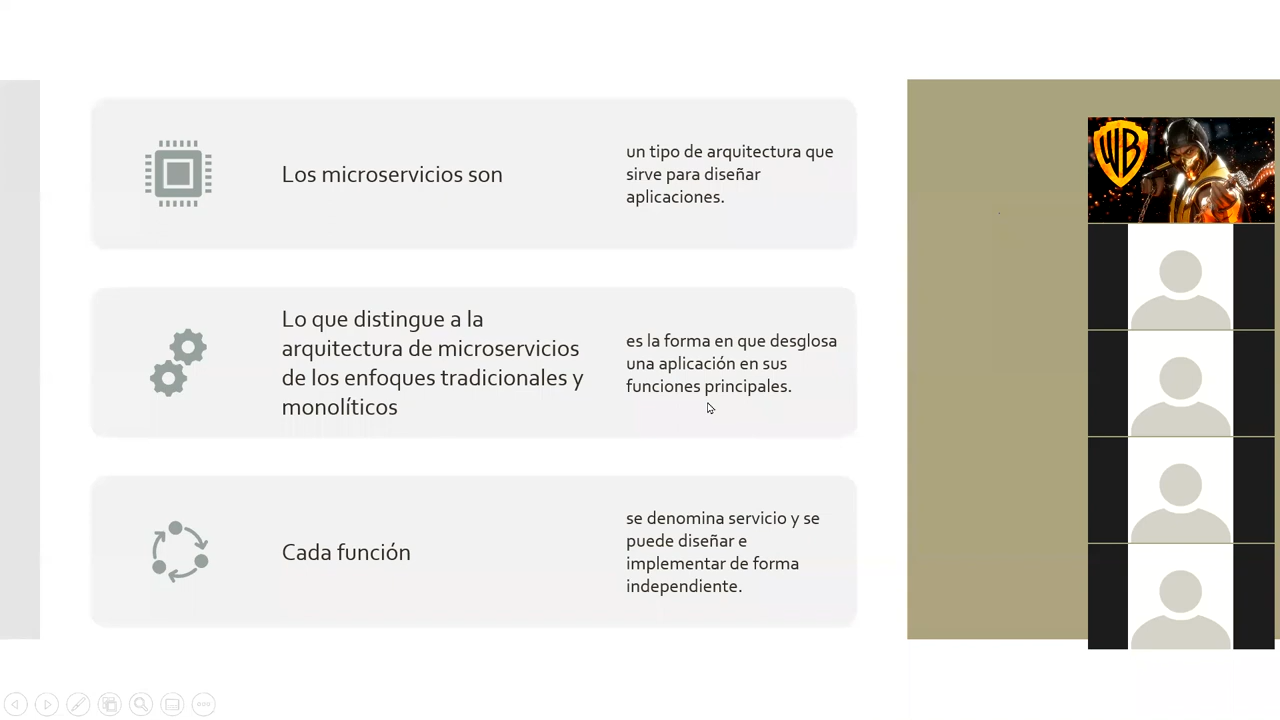 Los microservicios son
un tipo de arquitectura que
sirve para diseñar
aplicaciones.
Lo que distingue a la
arquitectura de microservicios
de los enfoques tradicionales y
monolíticos
es la forma en que desglosa
una aplicación en sus
funciones principales.
Cada función
se denomina servicio y se
puede diseñar e
implementar de forma
independiente.
WB